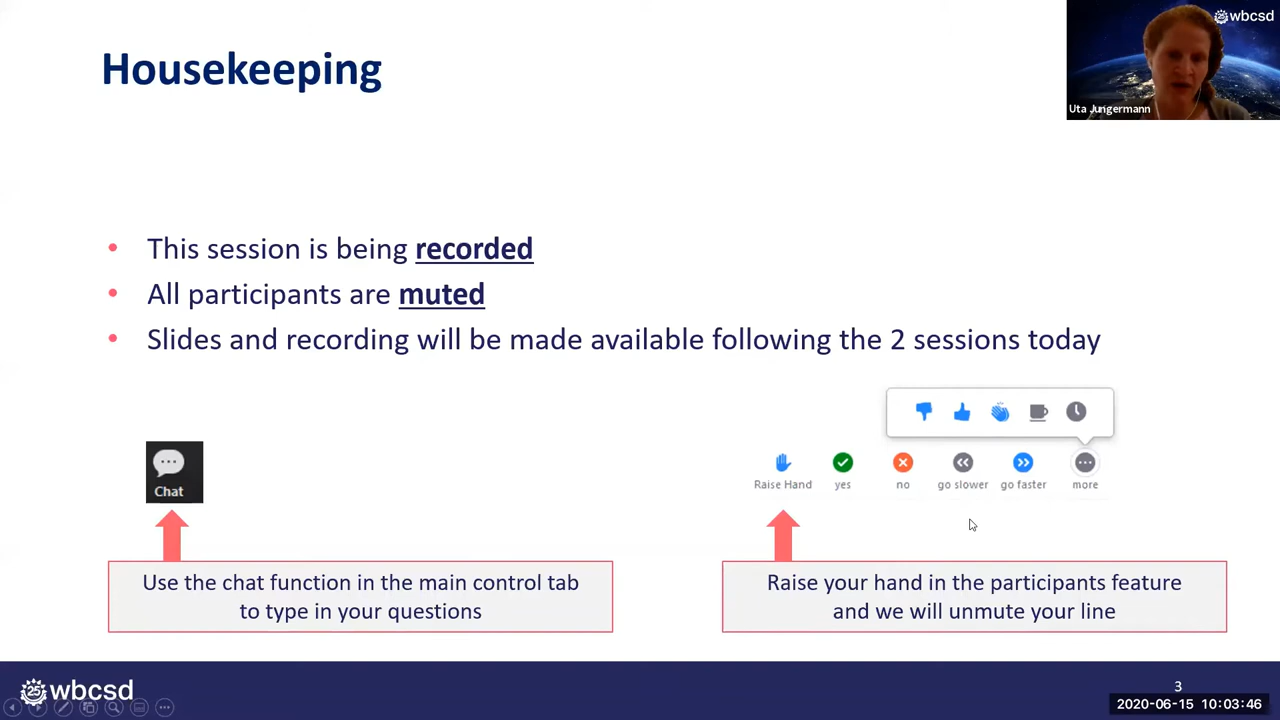 Housekeeping
wbcsd
Uta Jungermann
• This session is being recorded
• All participants are muted
• Slides and recording will be made available following the 2 sessions today
Chat
Raise Hand yes no go slower go faster more
Use the chat function in the main control tab
to type in your questions
Raise your hand in the participants feature
and we will unmute your line
25 wbcsd
3
2020-06-15 10:03:46